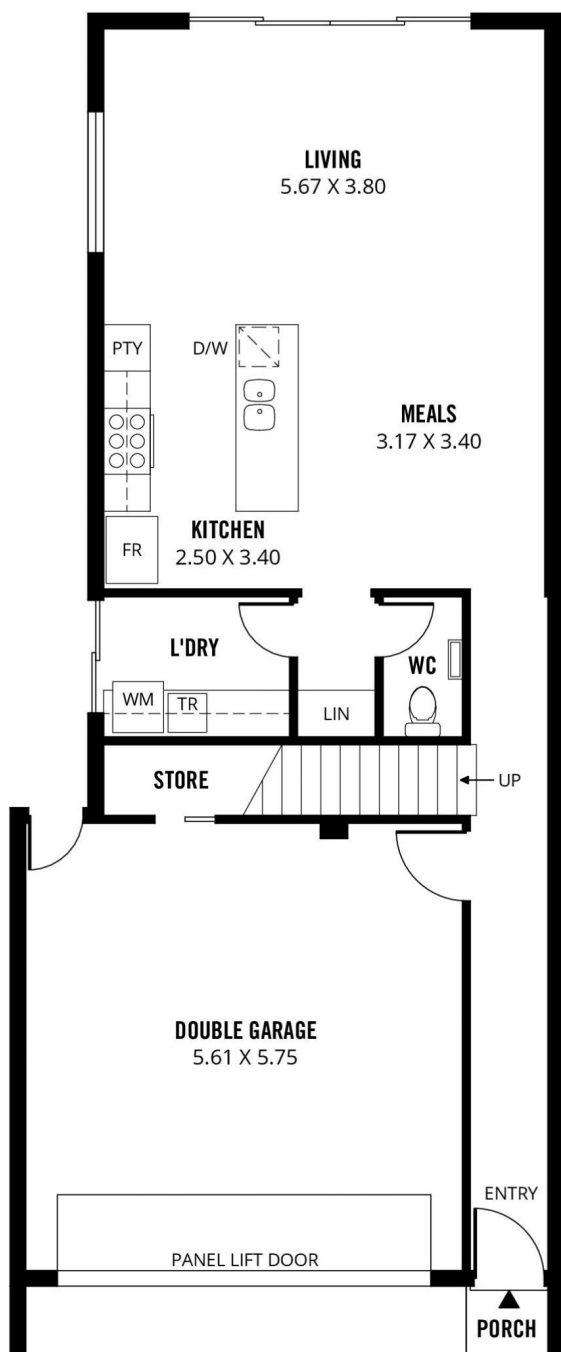 LIVING
5.67 X 3.80
PTY
D/W
MEALS
3.17 X 3.40
KITCHEN
2.50 X 3.40
FR
L'DRY
WC
WM
TR
LIN
STORE
UP
DOUBLE GARAGE
5.61 X 5.75
ENTRY
PANEL LIFT DOOR
PORCH